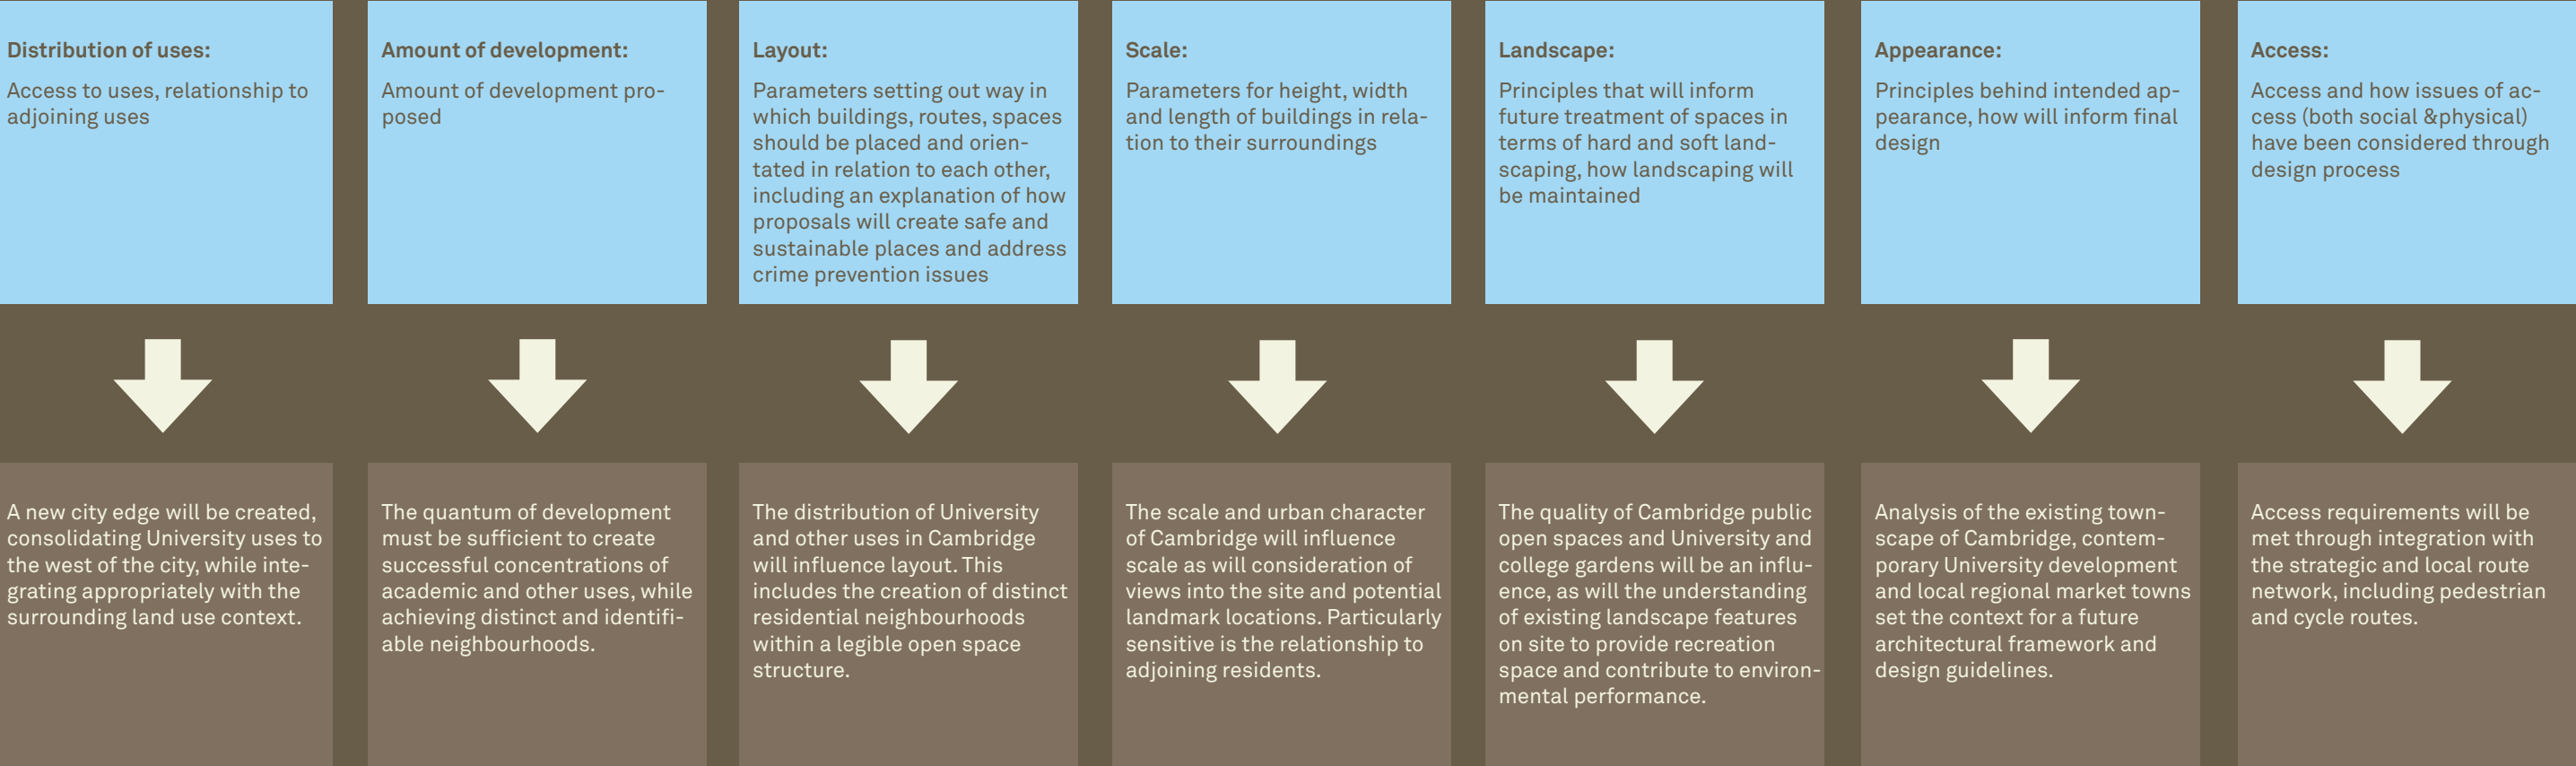 Distribution of uses:
Access to uses, relationship to
adjoining uses
Amount of development:
Amount of development pro-
posed
Layout:
Parameters setting out way in
which buildings, routes, spaces
should be placed and orien-
tated in relation to each other,
including an explanation of how
proposals will create safe and
sustainable places and address
crime prevention issues
Scale:
Parameters for height, width
and length of buildings in rela-
tion to their surroundings
Landscape:
Principles that will inform
future treatment of spaces in
terms of hard and soft land-
scaping, how landscaping will
be maintained
Appearance:
Principles behind intended ap-
pearance, how will inform final
design
Access:
Access and how issues of ac-
cess (both social &physical)
have been considered through
design process
A new city edge will be created,
consolidating University uses to
the west of the city, while inte-
grating appropriately with the
surrounding land use context.
The quantum of development
must be sufficient to create
successful concentrations of
academic and other uses, while
achieving distinct and identifi-
able neighbourhoods.
The distribution of University
and other uses in Cambridge
will influence layout. This
includes the creation of distinct
residential neighbourhoods
within a legible open space
structure.
The scale and urban character
of Cambridge will influence
scale as will consideration of
views into the site and potential
landmark locations. Particularly
sensitive is the relationship to
adjoining residents.
The quality of Cambridge public
open spaces and University and
college gardens will be an influ-
ence, as will the understanding
of existing landscape features
on site to provide recreation
space and contribute to environ-
mental performance.
Analysis of the existing town-
scape of Cambridge, contem-
porary University development
and local regional market towns
set the context for a future
architectural framework and
design guidelines.
Access requirements will be
met through integration with
the strategic and local route
network, including pedestrian
and cycle routes.